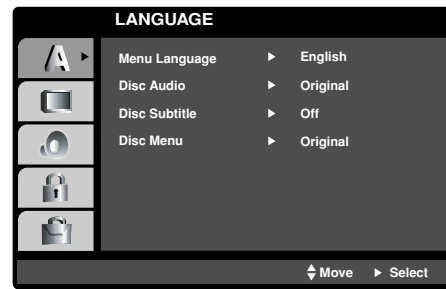 LANGUAGE
Menu Language ► English
Disc Audio ► Original
Disc Subtitle ► Off
Disc Menu ► Original
Move ► Select